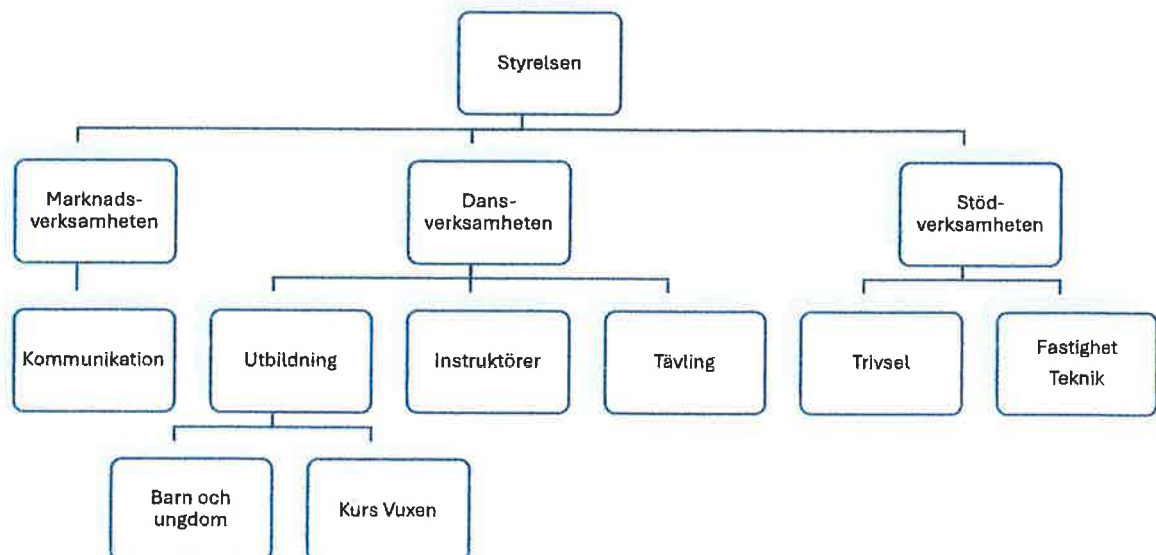 Styrelsen
Marknads-
verksamheten
Dans-
verksamheten
Stöd-
verksamheten
Kommunikation
Utbildning
Instruktörer
Tävling
Trivsel
Fastighet
Teknik
Barn och
ungdom
Kurs Vuxen